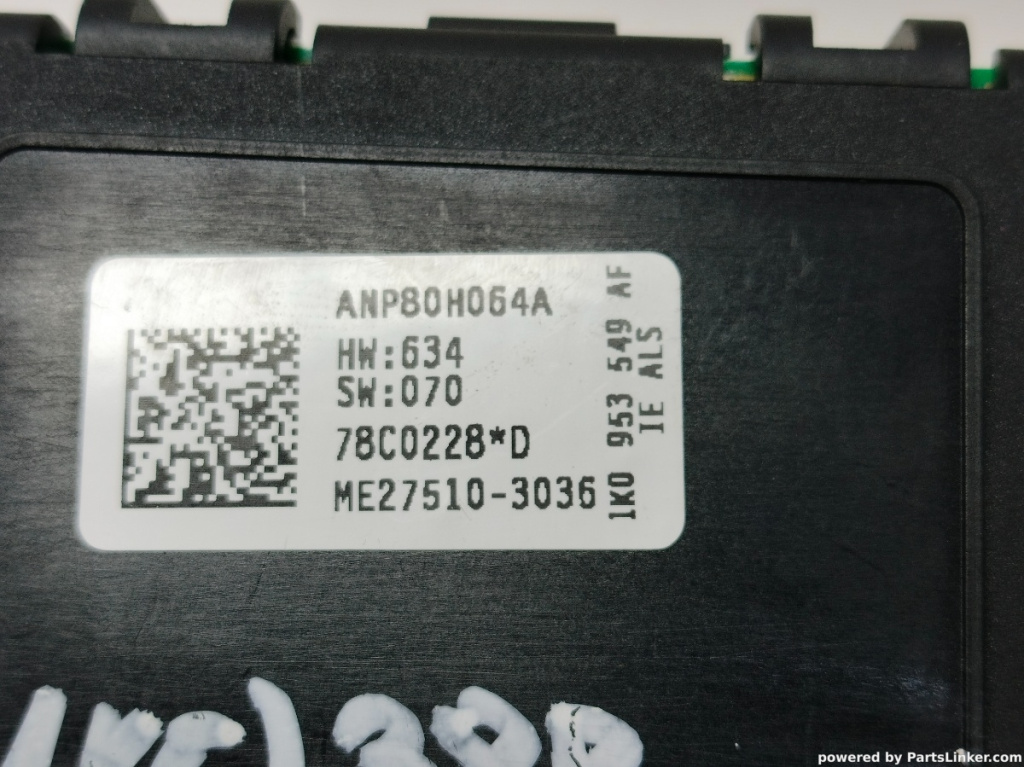 ANP80H064A
HW:634
SW:070
78C0228*D
ME27510-3036
1K0 953 549 AF
IE ALS
powered by PartsLinker.com